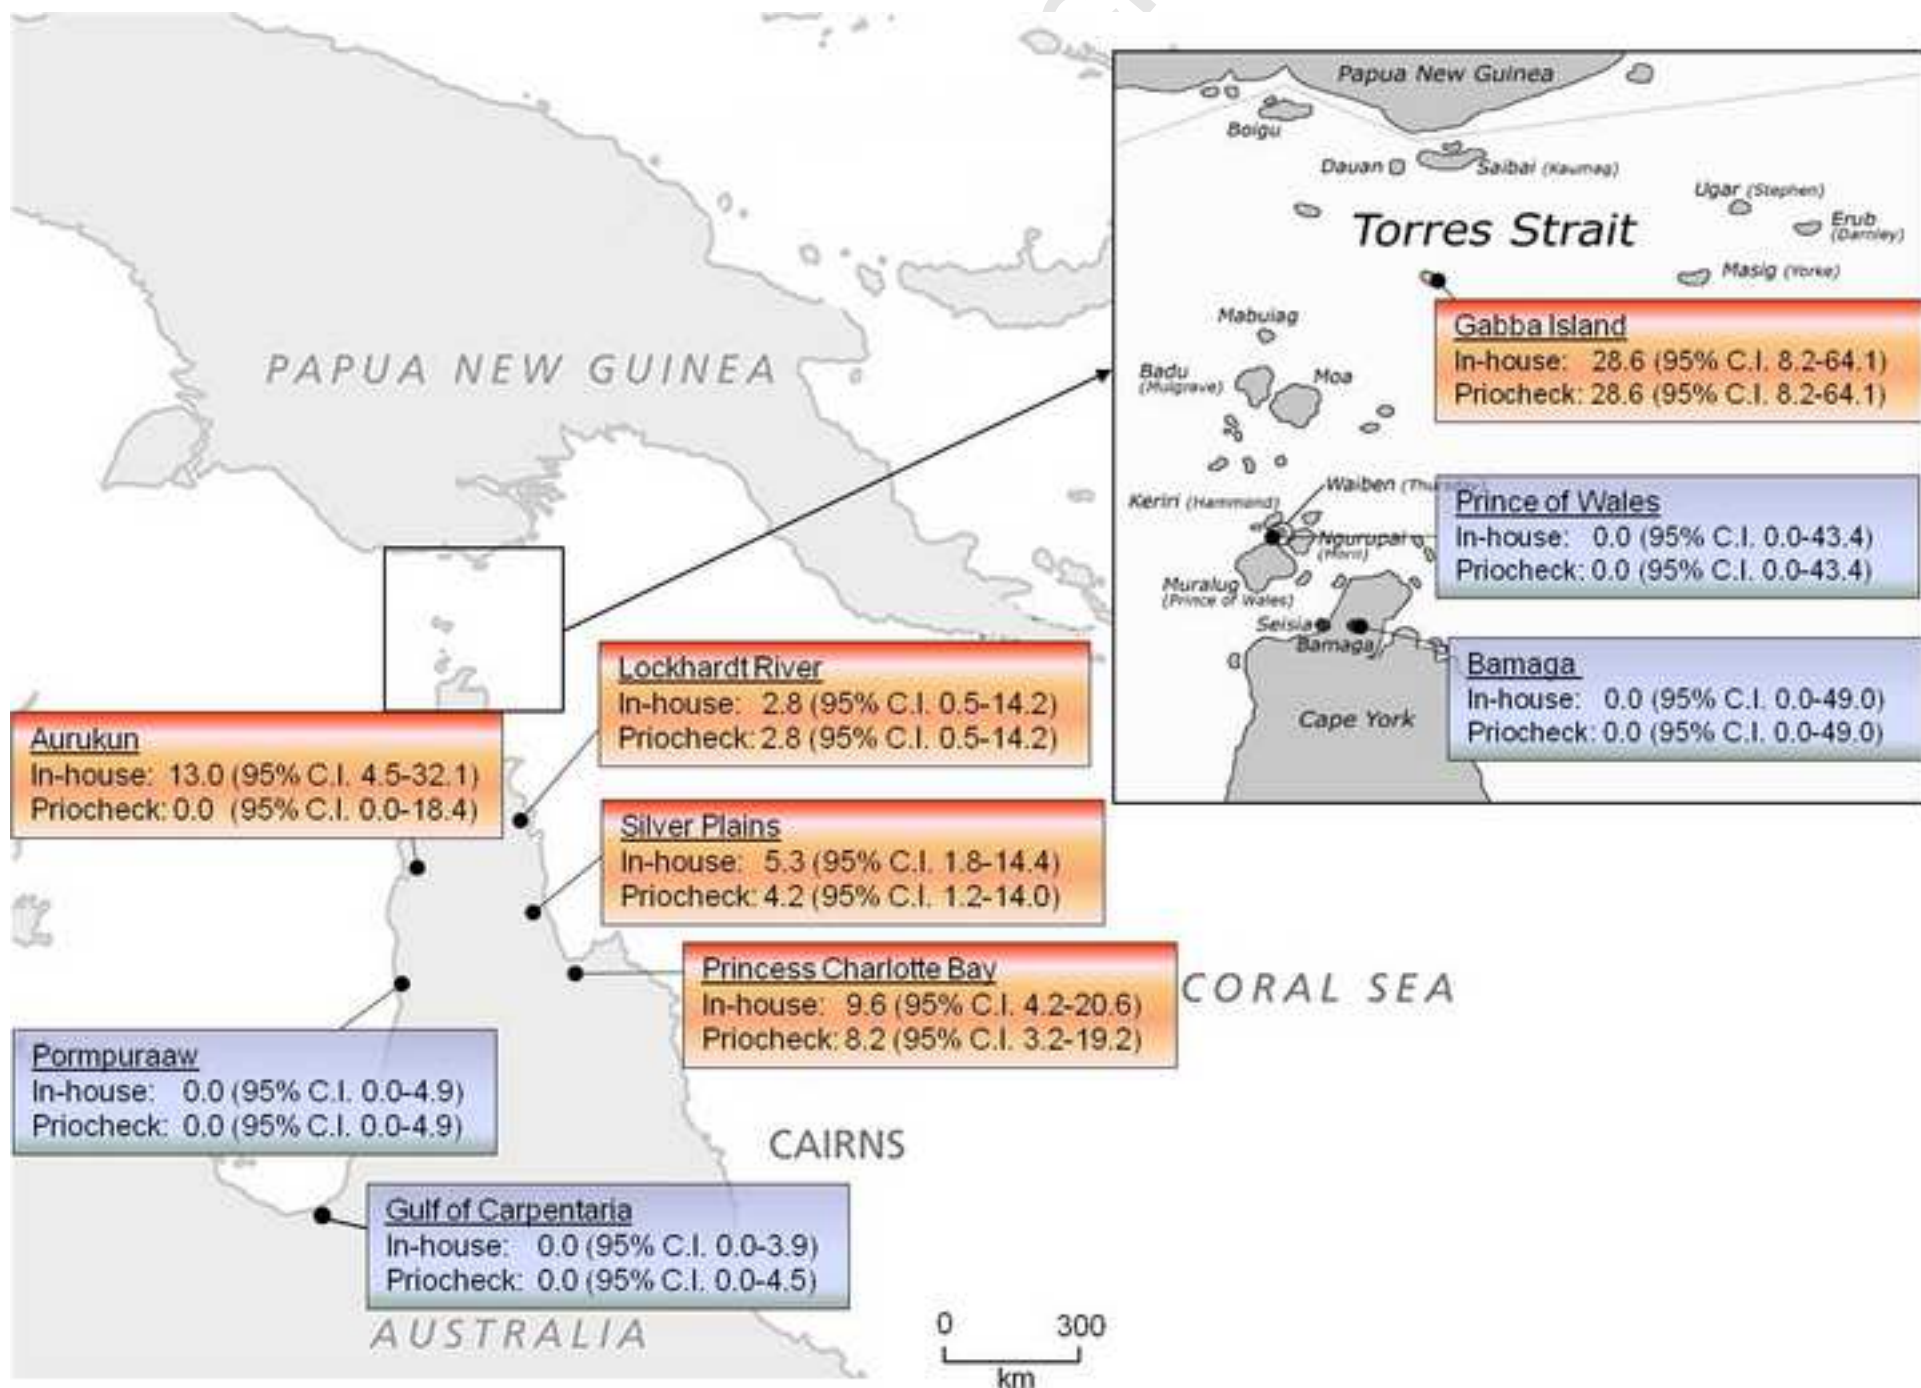 PAPUA NEW GUINEA
Papua New Guinea
Boigu
Dauan
Saibai (Kaumag)
Ugar (Stephen)
Erub
(Darnley)
Torres Strait
Masig (Yorke)
Gabba Island
In-house: 28.6 (95% C.I. 8.2-64.1)
Priocheck: 28.6 (95% C.I. 8.2-64.1)
Mabuiag
Badu
(Mulgrave)
Moa
Waiben (Thursday)
Keriri (Hammond)
Prince of Wales
In-house: 0.0 (95% C.I. 0.0-43.4)
Priocheck: 0.0 (95% C.I. 0.0-43.4)
Ngurupai
(Horn)
Muralug
(Prince of Wales)
Seisia
Bamaga
Bamaga
In-house: 0.0 (95% C.I. 0.0-49.0)
Priocheck: 0.0 (95% C.I. 0.0-49.0)
Cape York
Lockhardt River
In-house: 2.8 (95% C.I. 0.5-14.2)
Priocheck: 2.8 (95% C.I. 0.5-14.2)
Aurukun
In-house: 13.0 (95% C.I. 4.5-32.1)
Priocheck: 0.0 (95% C.I. 0.0-18.4)
Silver Plains
In-house: 5.3 (95% C.I. 1.8-14.4)
Priocheck: 4.2 (95% C.I. 1.2-14.0)
Princess Charlotte Bay
In-house: 9.6 (95% C.I. 4.2-20.6)
Priocheck: 8.2 (95% C.I. 3.2-19.2)
CORAL SEA
Pormpuraaw
In-house: 0.0 (95% C.I. 0.0-4.9)
Priocheck: 0.0 (95% C.I. 0.0-4.9)
CAIRNS
Gulf of Carpentaria
In-house: 0.0 (95% C.I. 0.0-3.9)
Priocheck: 0.0 (95% C.I. 0.0-4.5)
AUSTRALIA
0 300
km